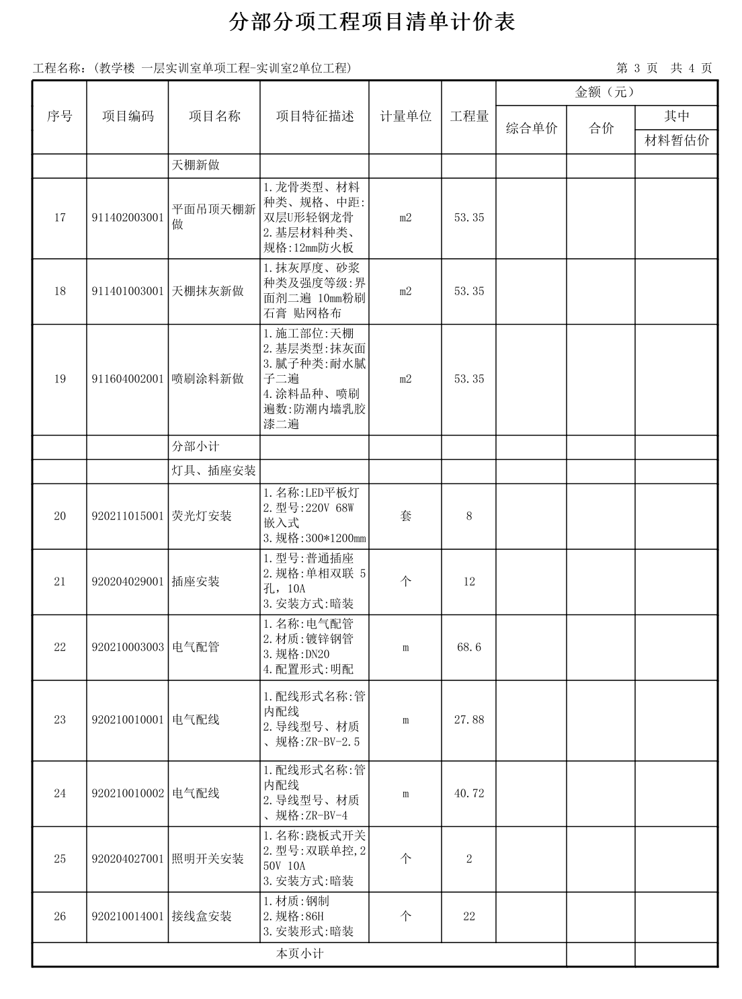 分部分项工程项目清单计价表
工程名称：(教学楼 一层实训室单项工程-实训室2单位工程)
第 3 页 共 4 页
序号
项目编码
项目名称
项目特征描述
计量单位
工程量
金额（元）
综合单价
合价
其中
材料暂估价
天棚新做
17
911402003001
平面吊顶天棚新
做
1.龙骨类型、材料
种类、规格、中距:
双层U形轻钢龙骨
2.基层材料种类、
规格:12mm防火板
m2
53.35
18
911401003001
天棚抹灰新做
1.抹灰厚度、砂浆
种类及强度等级:界
面剂二遍 10mm粉刷
石膏 贴网格布
m2
53.35
19
911604002001
喷刷涂料新做
1.施工部位:天棚
2.基层类型:抹灰面
3.腻子种类:耐水腻
子二遍
4.涂料品种、喷刷
遍数:防潮内墙乳胶
漆二遍
m2
53.35
分部小计
灯具、插座安装
20
920211015001
荧光灯安装
1.名称:LED平板灯
2.型号:220V 68W
嵌入式
3.规格:300*1200mm
套
8
21
920204029001
插座安装
1.型号:普通插座
2.规格:单相双联 5
孔，10A
3.安装方式:暗装
个
12
22
920210003003
电气配管
1.名称:电气配管
2.材质:镀锌钢管
3.规格:DN20
4.配置形式:明配
m
68.6
23
920210010001
电气配线
1.配线形式名称:管
内配线
2.导线型号、材质
、规格:ZR-BV-2.5
m
27.88
24
920210010002
电气配线
1.配线形式名称:管
内配线
2.导线型号、材质
、规格:ZR-BV-4
m
40.72
25
920204027001
照明开关安装
1.名称:跷板式开关
2.型号:双联单控,2
50V 10A
3.安装方式:暗装
个
2
26
920210014001
接线盒安装
1.材质:钢制
2.规格:86H
3.安装形式:暗装
个
22
本页小计